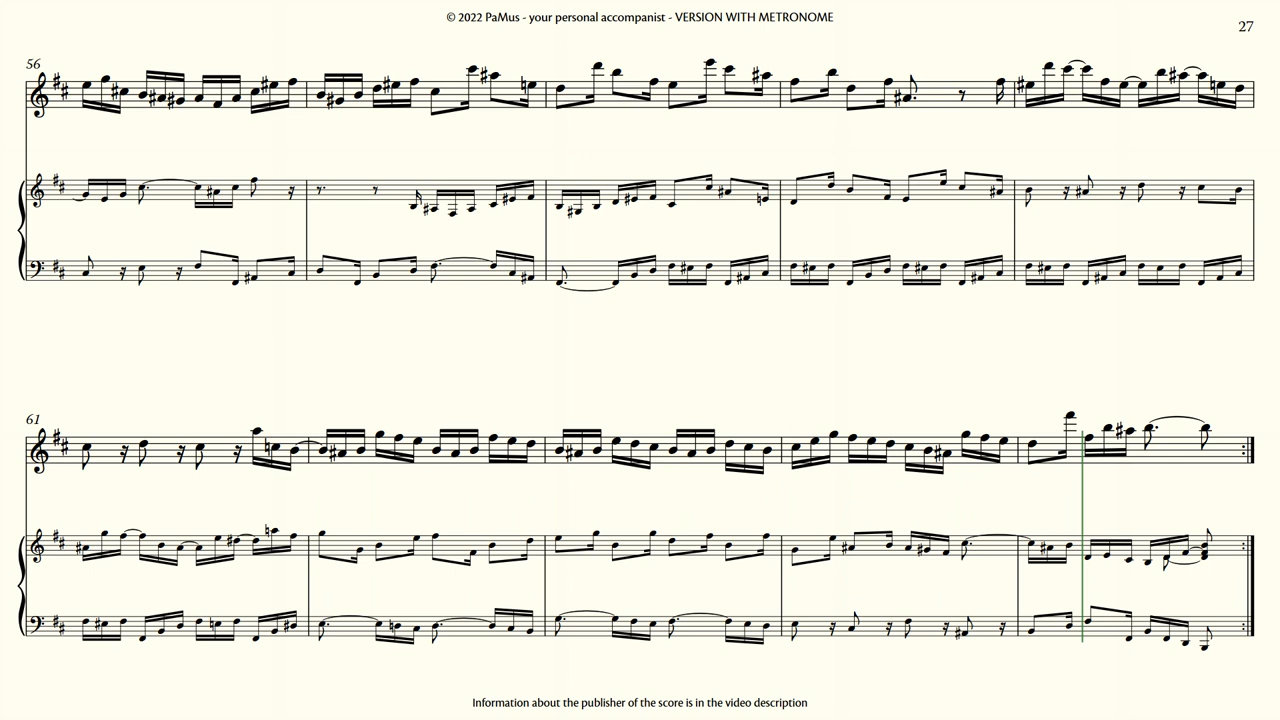 © 2022 PaMus - your personal accompanist - VERSION WITH METRONOME
27
56
61
Information about the publisher of the score is in the video description